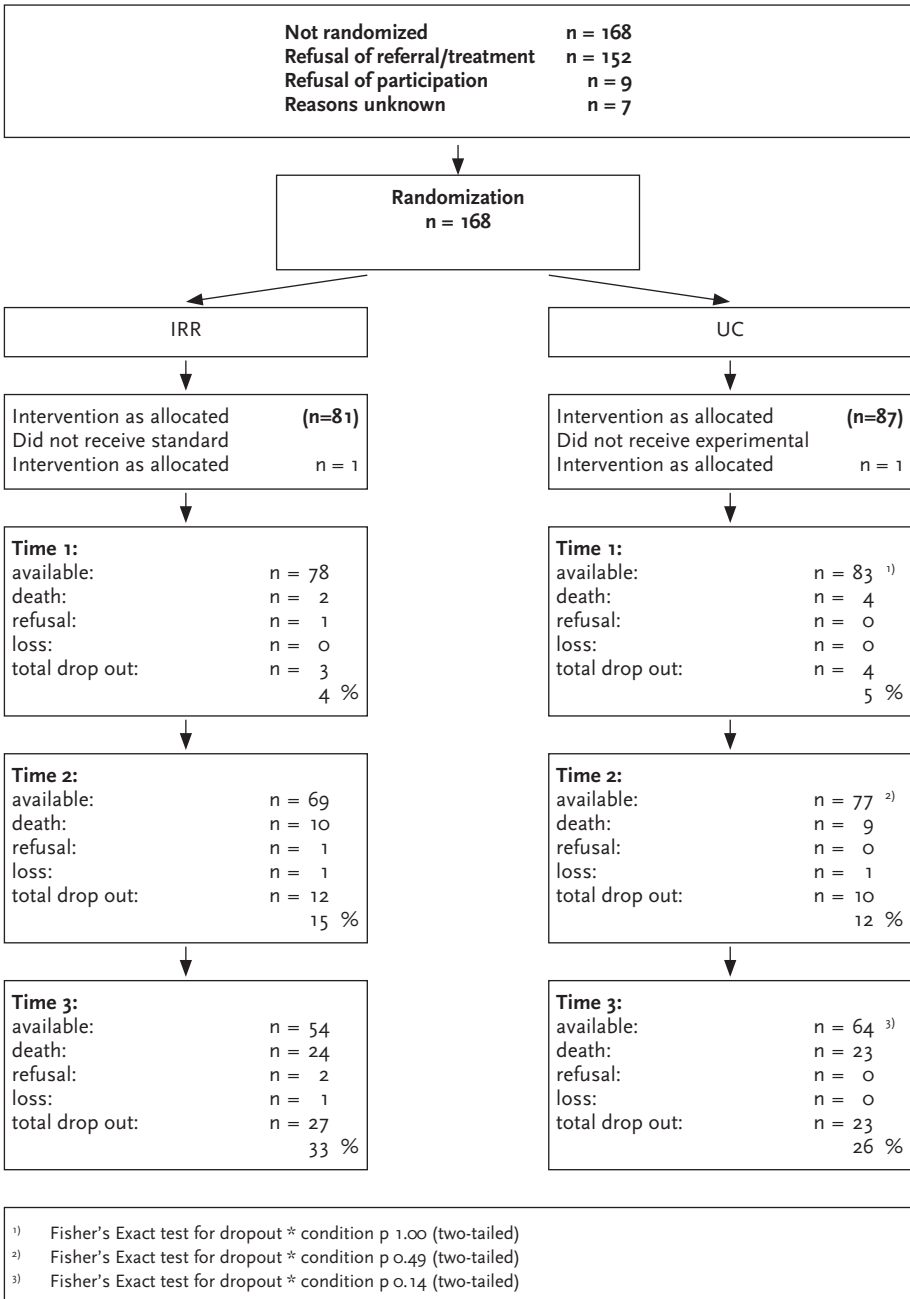 Not randomized n = 168
Refusal of referral/treatment n = 152
Refusal of participation n = 9
Reasons unknown n = 7
Randomization
n = 168
IRR
UC
Intervention as allocated (n=81)
Did not receive standard
Intervention as allocated n = 1
Intervention as allocated (n=87)
Did not receive experimental
Intervention as allocated n = 1
Time 1:
available: n = 78
death: n = 2
refusal: n = 1
loss: n = 0
total drop out: n = 3
4 %
Time 1:
available: n = 83 1)
death: n = 4
refusal: n = 0
loss: n = 0
total drop out: n = 4
5 %
Time 2:
available: n = 69
death: n = 10
refusal: n = 1
loss: n = 1
total drop out: n = 12
15 %
Time 2:
available: n = 77 2)
death: n = 9
refusal: n = 0
loss: n = 1
total drop out: n = 10
12 %
Time 3:
available: n = 54
death: n = 24
refusal: n = 2
loss: n = 1
total drop out: n = 27
33 %
Time 3:
available: n = 64 3)
death: n = 23
refusal: n = 0
loss: n = 0
total drop out: n = 23
26 %
1) Fisher's Exact test for dropout * condition p 1.00 (two-tailed)
2) Fisher's Exact test for dropout * condition p 0.49 (two-tailed)
3) Fisher's Exact test for dropout * condition p 0.14 (two-tailed)